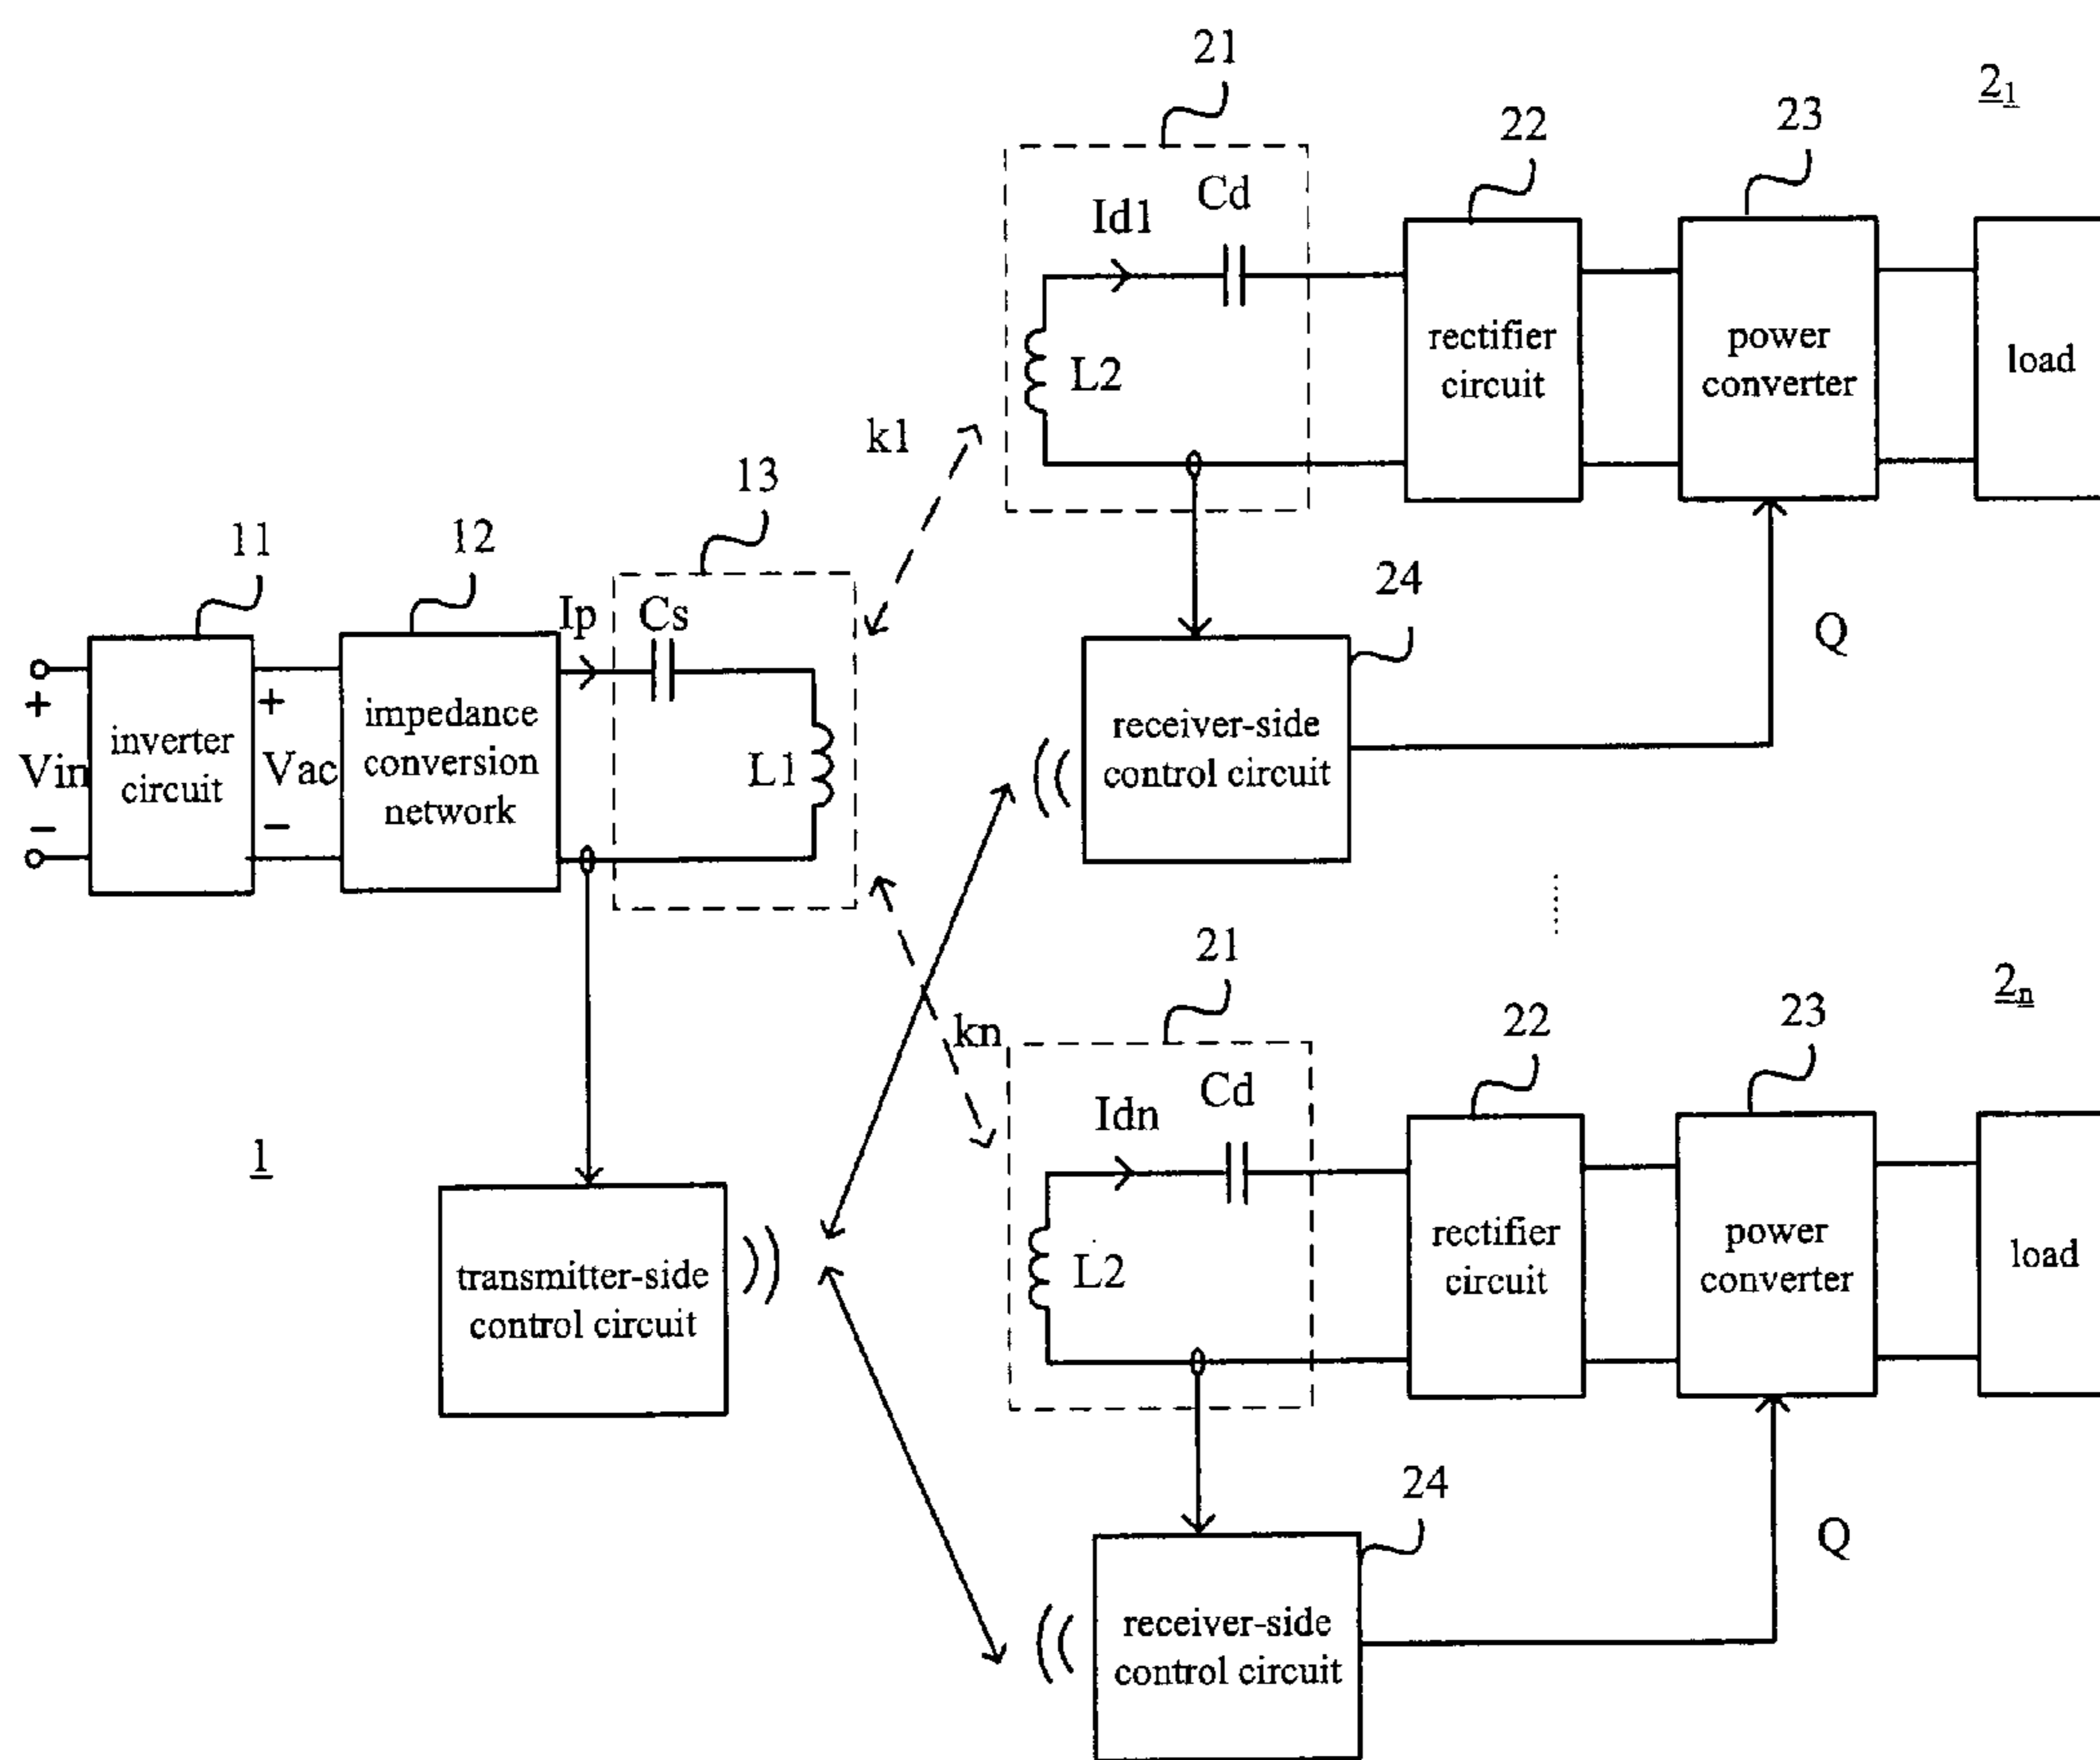 21
2₁
22
23
Cd
Id1
rectifier
circuit
power
converter
load
L2
k1
13
11
12
24
Ip
Cs
Q
+
+
inverter
circuit
Vin
Vac
impedance
conversion
network
L1
receiver-side
control circuit
−
−
21
2ₙ
22
23
kn
Cd
Idn
1
rectifier
circuit
power
converter
load
L2
transmitter-side
control circuit
24
Q
receiver-side
control circuit